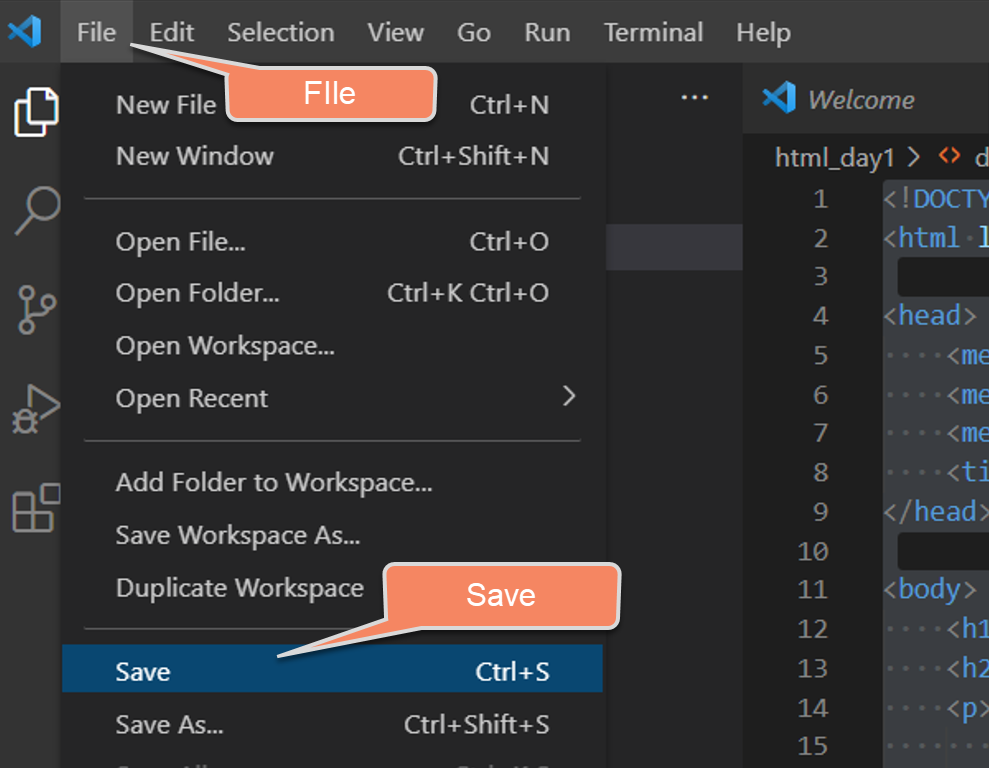 File Edit Selection View Go Run Terminal Help
FIle
New File Ctrl+N
··· Welcome
New Window Ctrl+Shift+N
html_day1 > <> d
1 <!DOCTY
Open File... Ctrl+O
2 <html l
3
Open Folder... Ctrl+K Ctrl+O
4 <head>
Open Workspace...
5 <me
Open Recent >
6 <me
7 <me
8 <ti
Add Folder to Workspace...
9 </head>
Save Workspace As...
10
Duplicate Workspace
11 <body>
Save
12 <h1
Save Ctrl+S
13 <h2
14 <p>
Save As... Ctrl+Shift+S
15